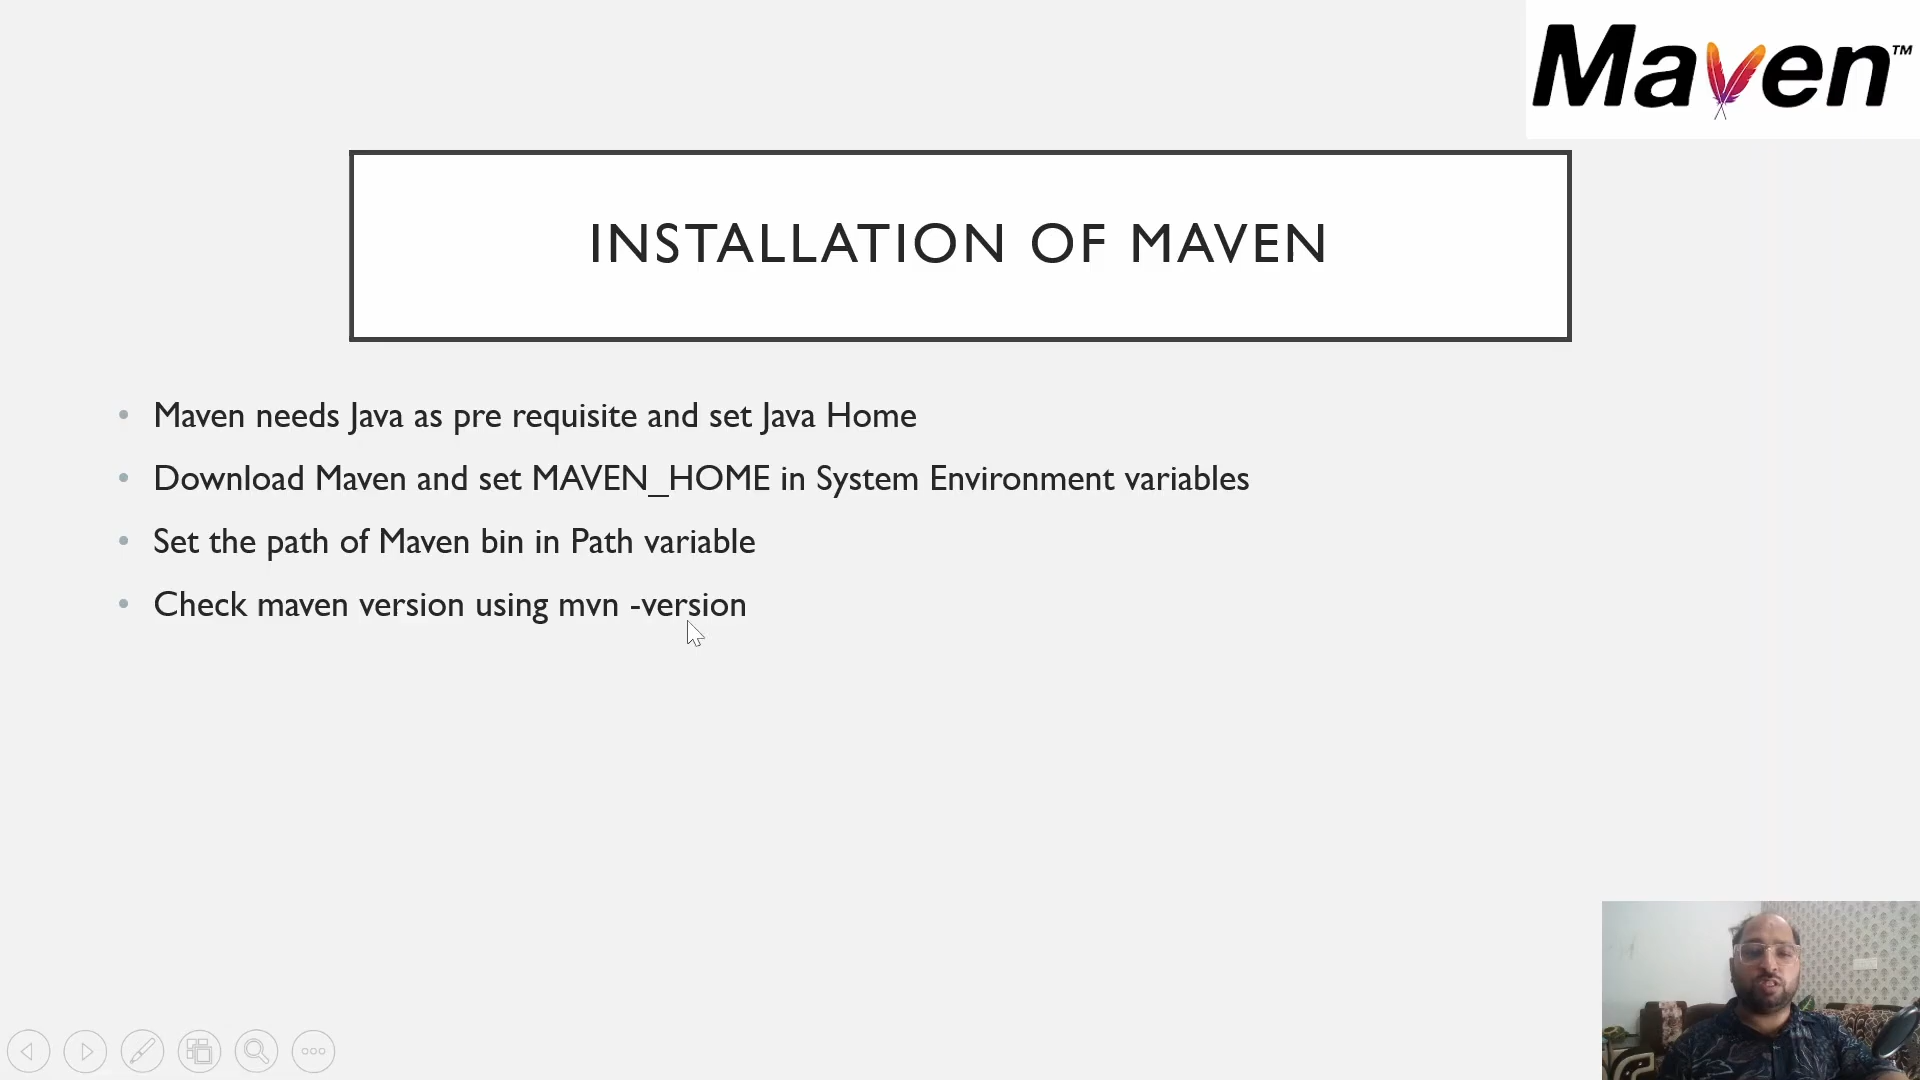 Maven™
INSTALLATION OF MAVEN
• Maven needs Java as pre requisite and set Java Home
• Download Maven and set MAVEN_HOME in System Environment variables
• Set the path of Maven bin in Path variable
• Check maven version using mvn -version